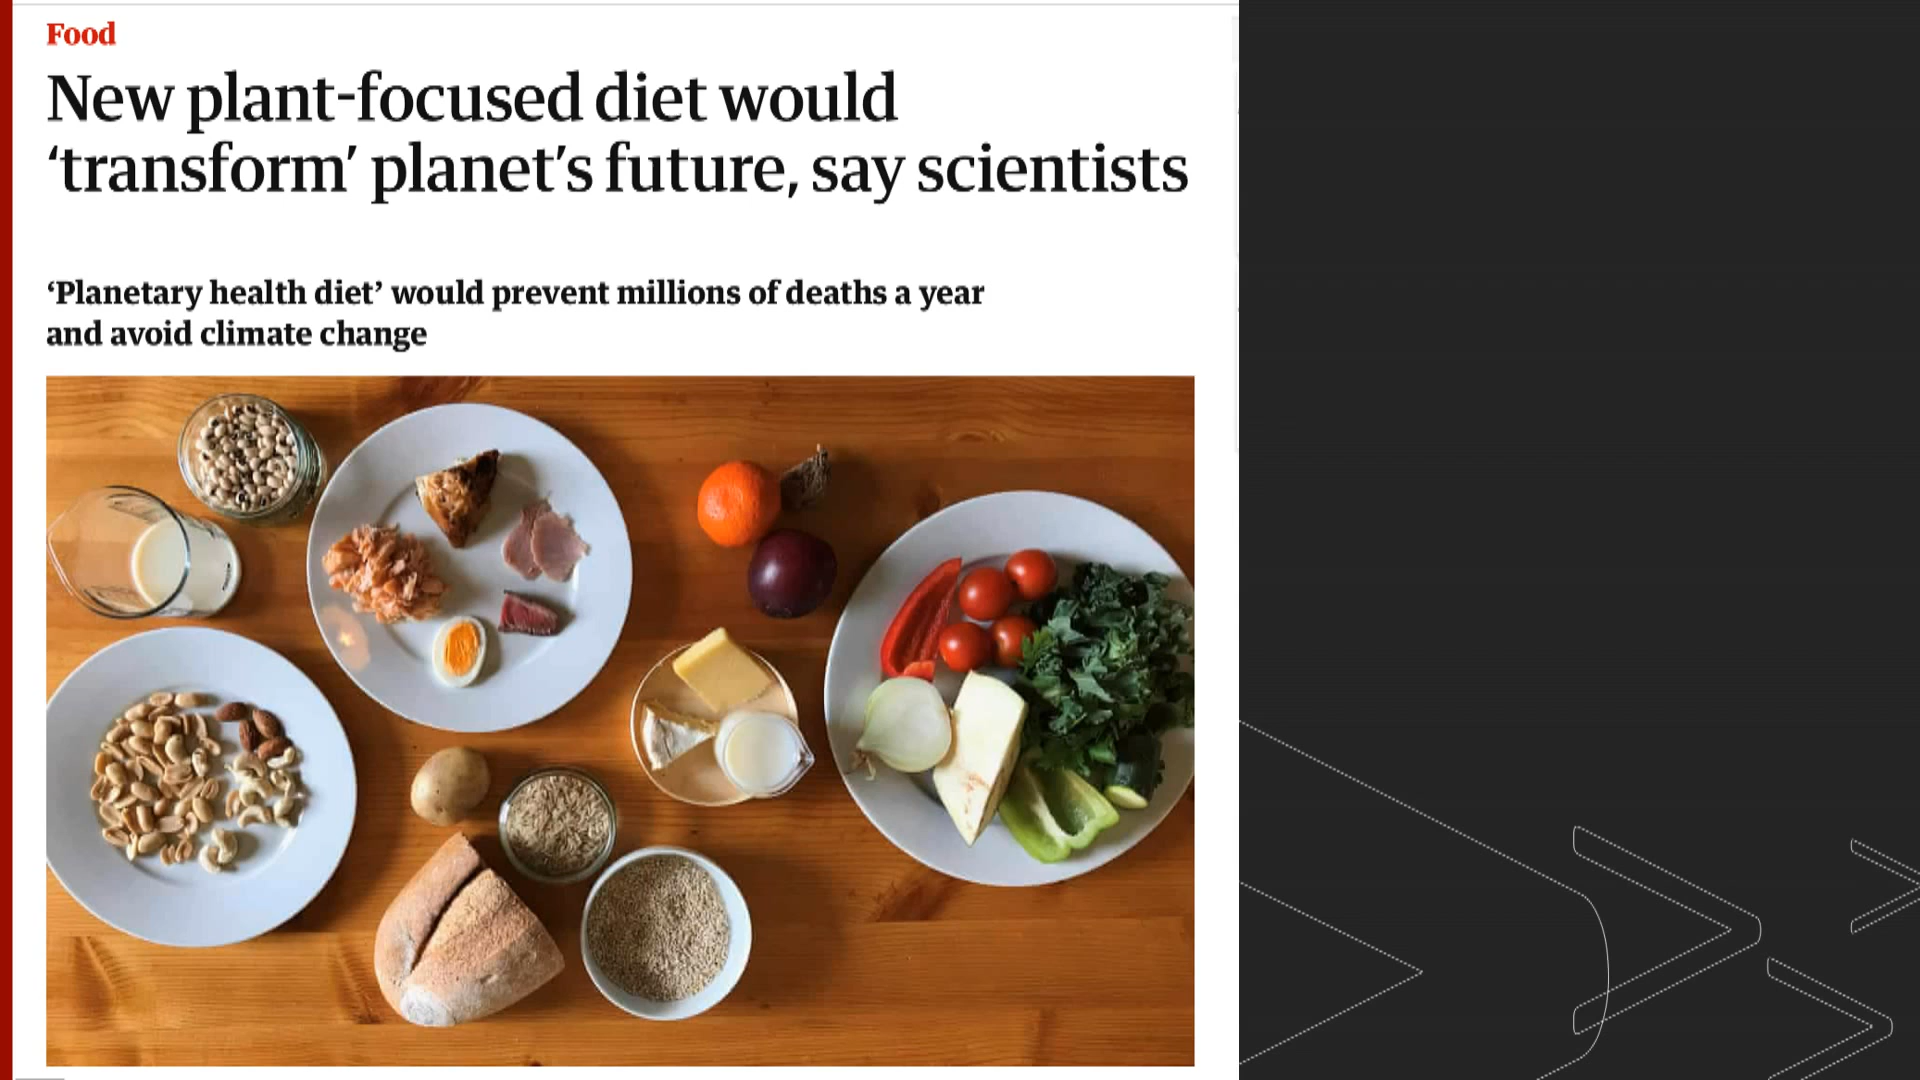 Food
New plant-focused diet would
‘transform’ planet’s future, say scientists
‘Planetary health diet’ would prevent millions of deaths a year
and avoid climate change